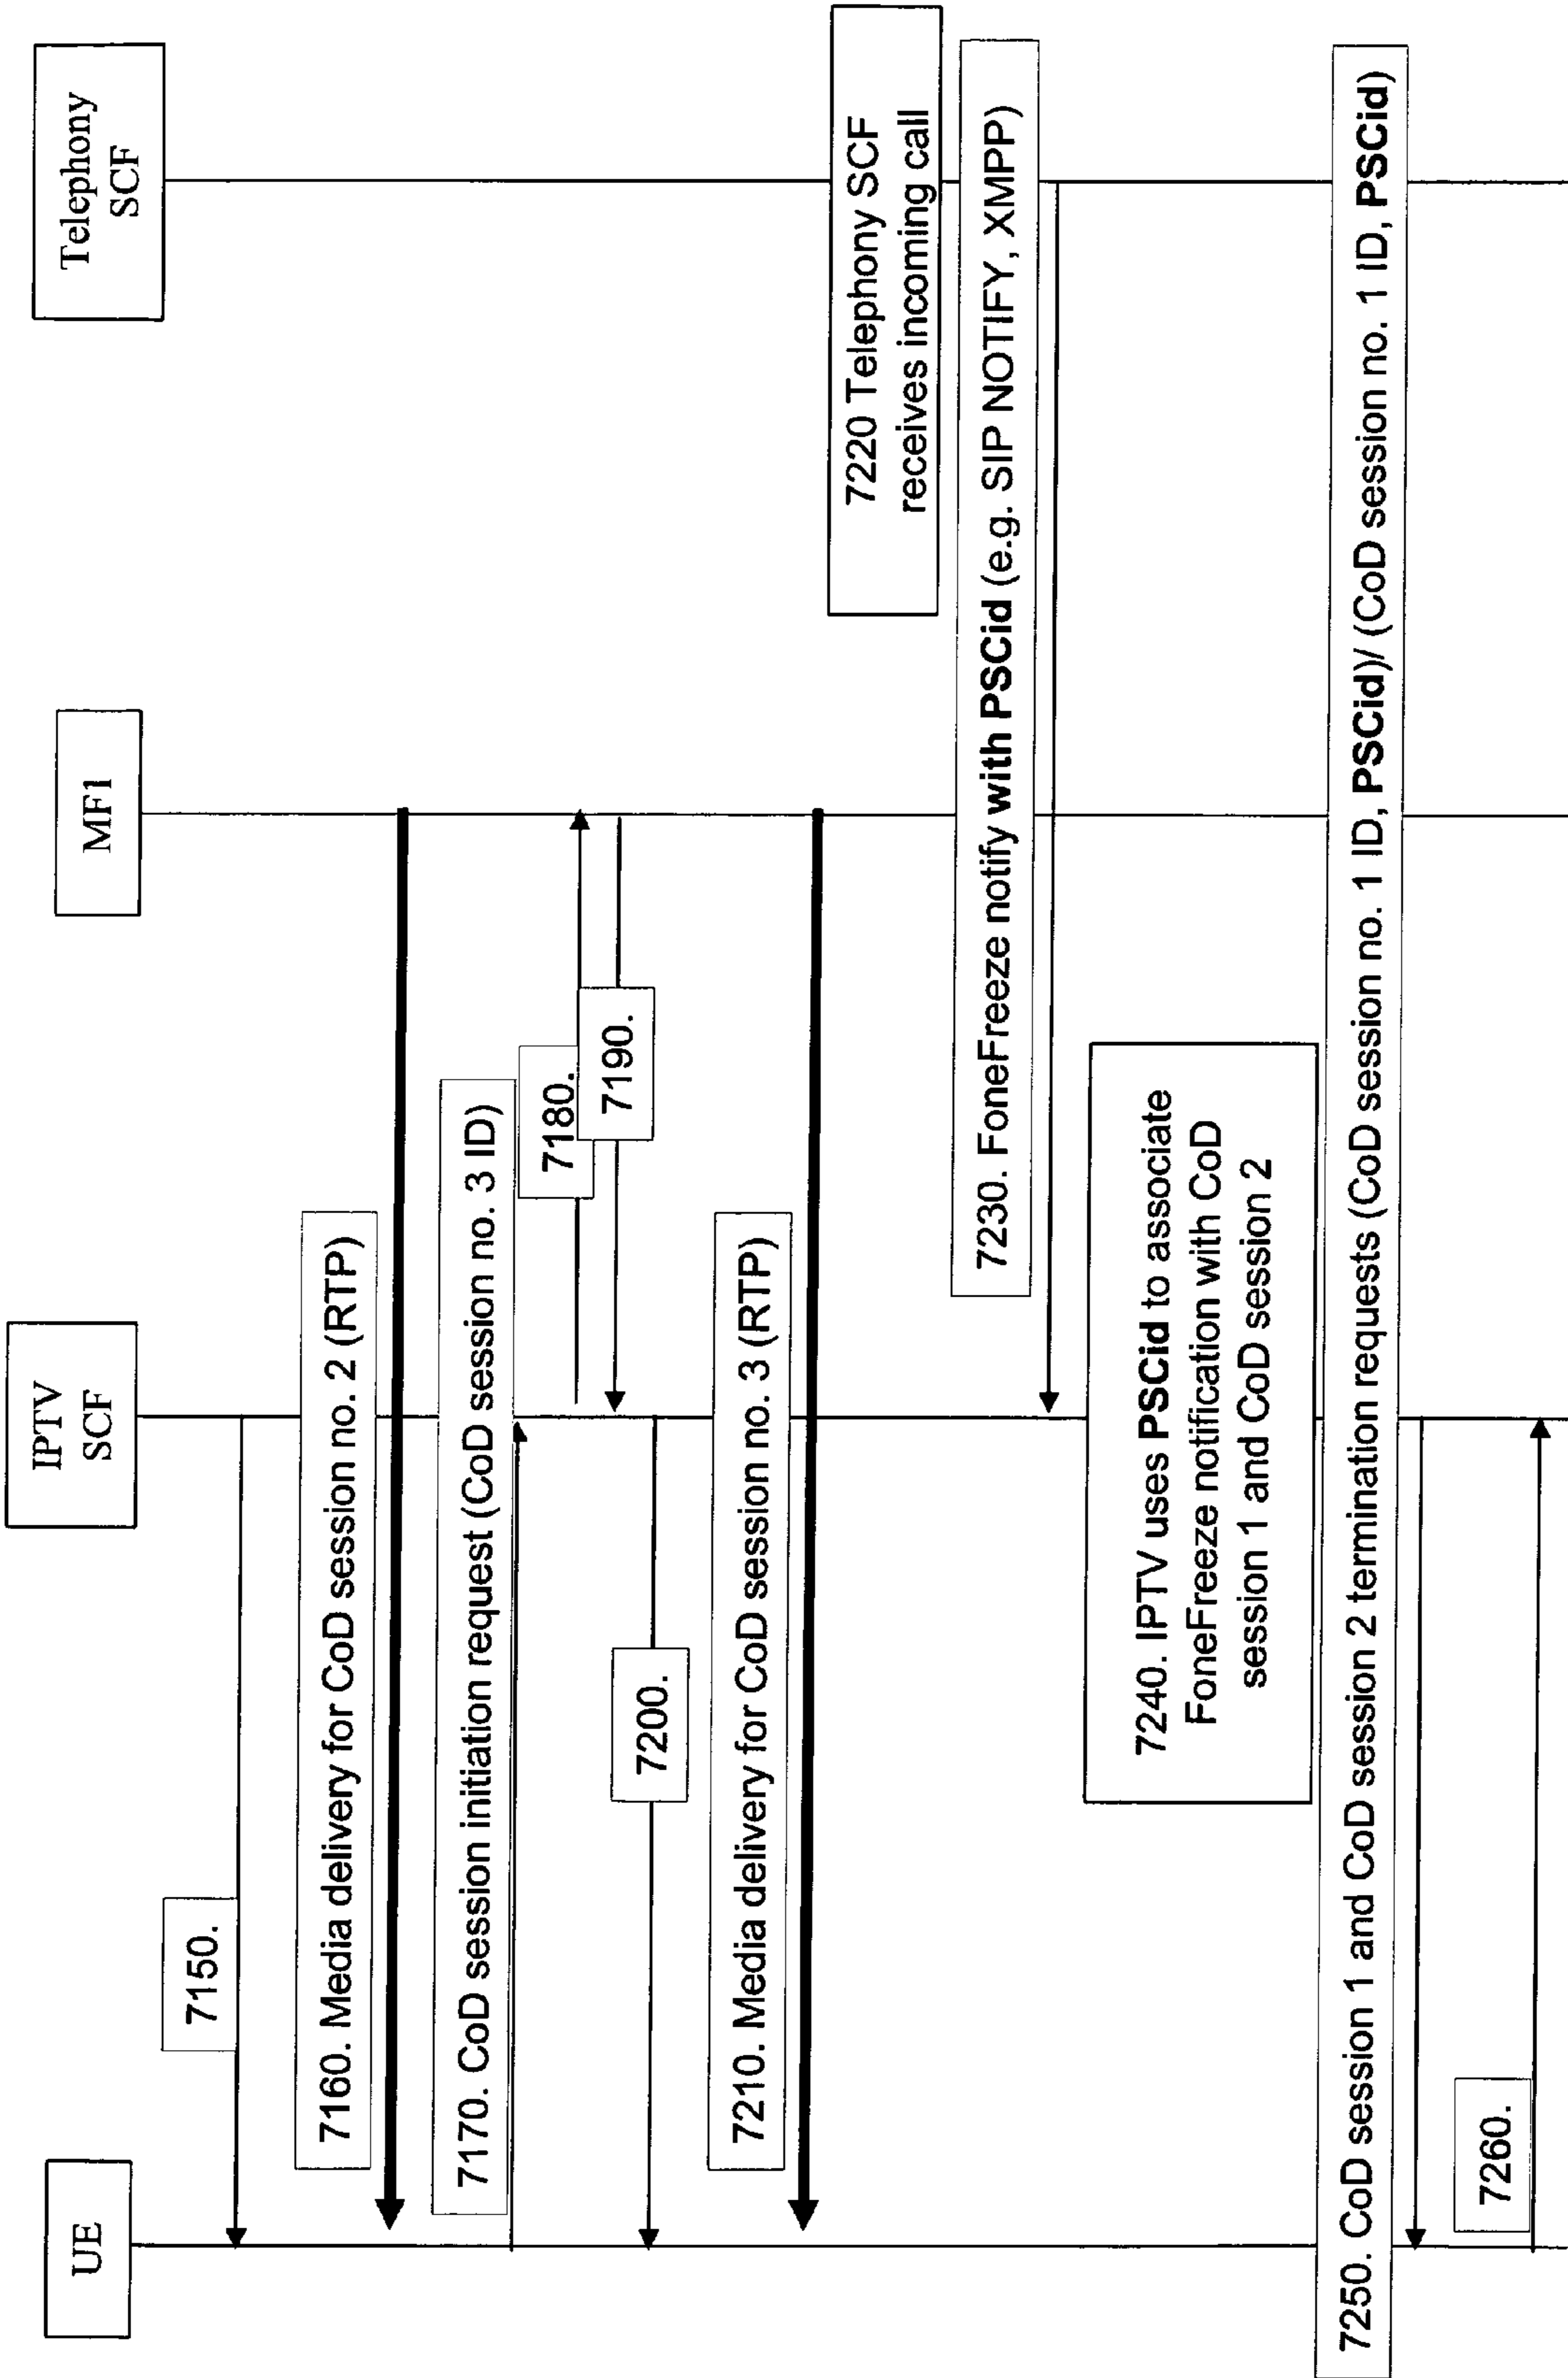 UE
IPTV
SCF
MF1
Telephony
SCF
7150.
7160. Media delivery for CoD session no. 2 (RTP)
7170. CoD session initiation request (CoD session no. 3 ID)
7180.
7190.
7200.
7210. Media delivery for CoD session no. 3 (RTP)
7220 Telephony SCF
receives incoming call
7230. FoneFreeze notify with PSCid (e.g. SIP NOTIFY, XMPP)
7240. IPTV uses PSCid to associate
FoneFreeze notification with CoD
session 1 and CoD session 2
7250. CoD session 1 and CoD session 2 termination requests (CoD session no. 1 ID, PSCid)/ (CoD session no. 1 ID, PSCid)
7260.